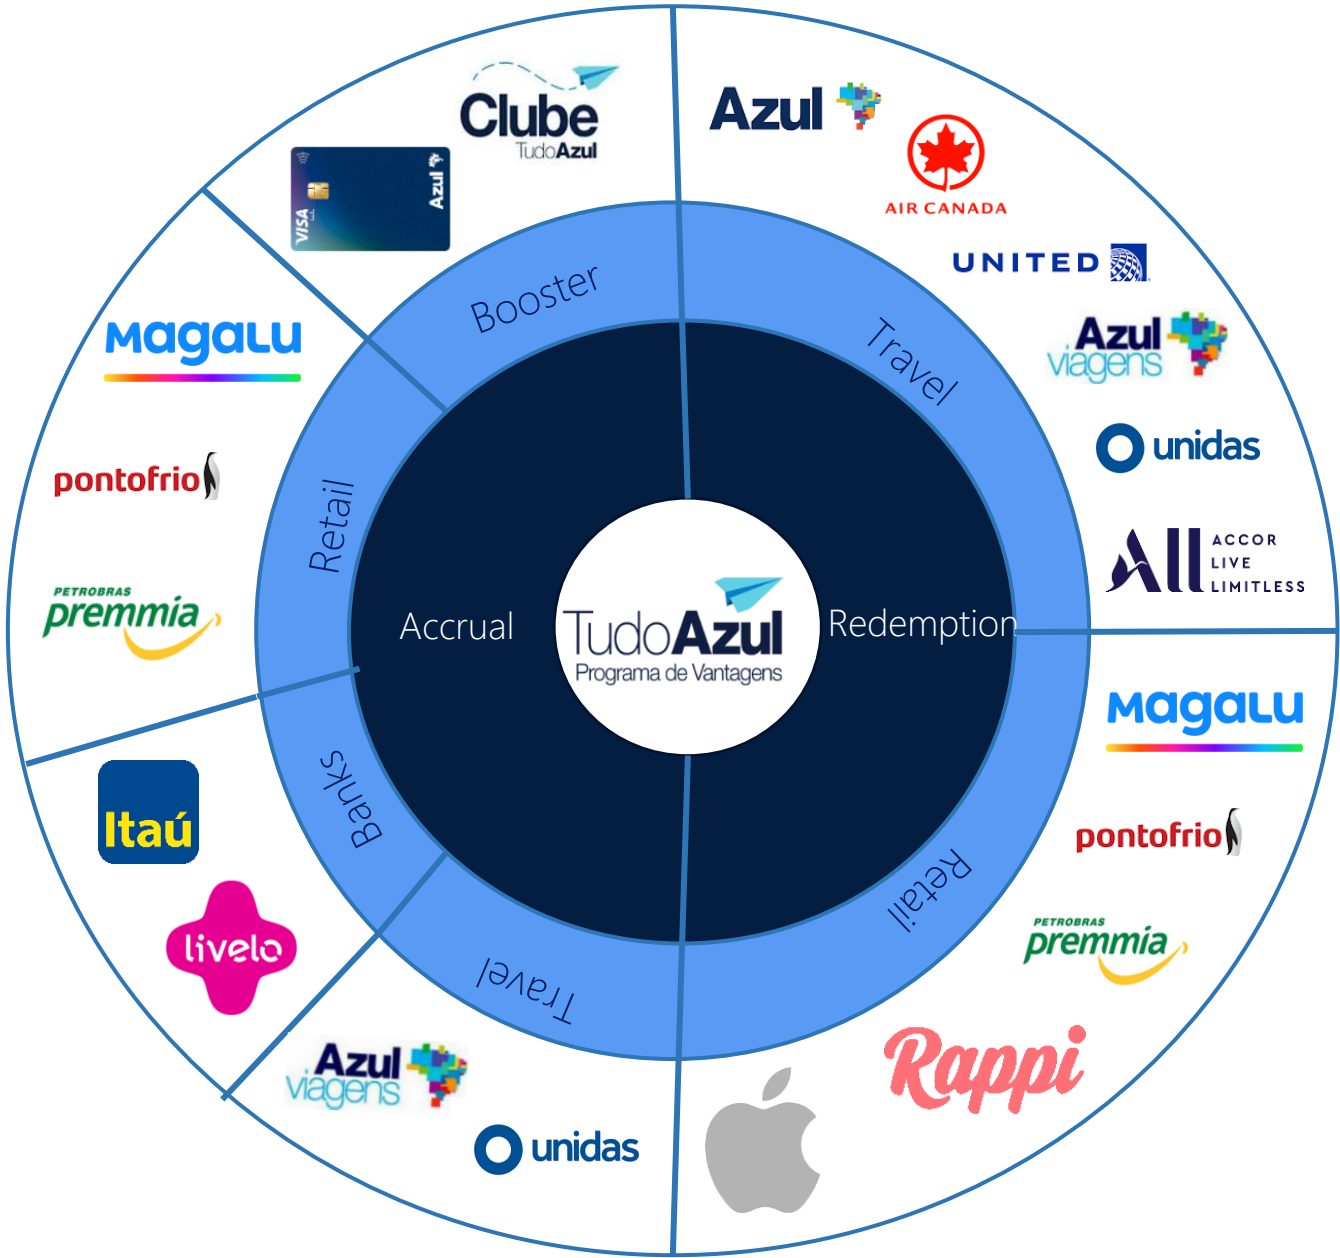 Clube
TudoAzul
VISA
Azul
Booster
Magalu
pontofrio
PETROBRAS
premmia
Retail
Itaú
livelo
Banks
Azul
viagens
unidas
Travel
Accrual
TudoAzul
Programa de Vantagens
Redemption
Azul
AIR CANADA
UNITED
Azul
viagens
unidas
All ACCOR
LIVE
LIMITLESS
Travel
Magalu
pontofrio
PETROBRAS
premmia
Rappi
Retail